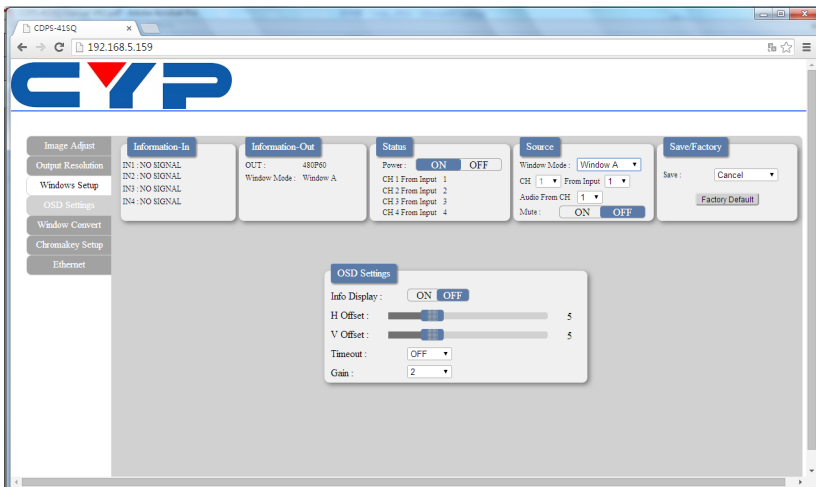 CDPS-41SQ
192.168.5.159
CYP
Image Adjust
Output Resolution
Windows Setup
OSD Settings
Window Convert
Chromakey Setup
Ethernet
Information-In
IN1 : NO SIGNAL
IN2 : NO SIGNAL
IN3 : NO SIGNAL
IN4 : NO SIGNAL
Information-Out
OUT : 480P60
Window Mode : Window A
Status
Power : ON OFF
CH 1 From Input 1
CH 2 From Input 2
CH 3 From Input 3
CH 4 From Input 4
Source
Window Mode : Window A
CH 1 From Input 1
Audio From CH 1
Mute : ON OFF
Save/Factory
Save : Cancel
Factory Default
OSD Settings
Info Display : ON OFF
H Offset : 5
V Offset : 5
Timeout : OFF
Gain : 2